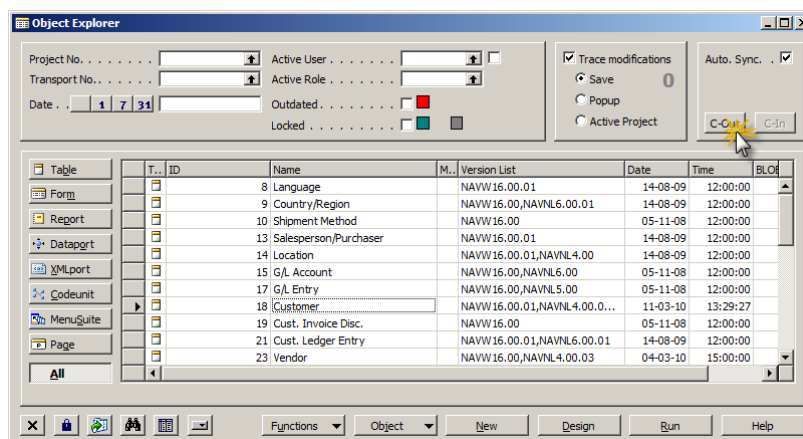 Object Explorer
Project No. . . . . . . .
Transport No. . . . . . .
Date . . 1 7 31
Active User . . . . . . .
Active Role . . . . . . .
Outdated . . . . . . . . .
Locked . . . . . . . . . .
Trace modifications
Save 0
Popup
Active Project
Auto. Sync. .
C-Out C-In
Table
Form
Report
Dataport
XMLport
Codeunit
MenuSuite
Page
All
T.. ID Name M.. Version List Date Time BLOB
8 Language NAVW16.00.01 14-08-09 12:00:00
9 Country/Region NAVW16.00,NAVNL6.00.01 14-08-09 12:00:00
10 Shipment Method NAVW16.00 05-11-08 12:00:00
13 Salesperson/Purchaser NAVW16.00.01 14-08-09 12:00:00
14 Location NAVW16.00.01,NAVNL4.00 14-08-09 12:00:00
15 G/L Account NAVW16.00,NAVNL6.00 05-11-08 12:00:00
17 G/L Entry NAVW16.00,NAVNL5.00 05-11-08 12:00:00
18 Customer NAVW16.00.01,NAVNL4.00.0... 11-03-10 13:29:27
19 Cust. Invoice Disc. NAVW16.00 05-11-08 12:00:00
21 Cust. Ledger Entry NAVW16.00.01,NAVNL6.00.01 14-08-09 12:00:00
23 Vendor NAVW16.00,NAVNL4.00.03 04-03-10 15:00:00
Functions Object New Design Run Help